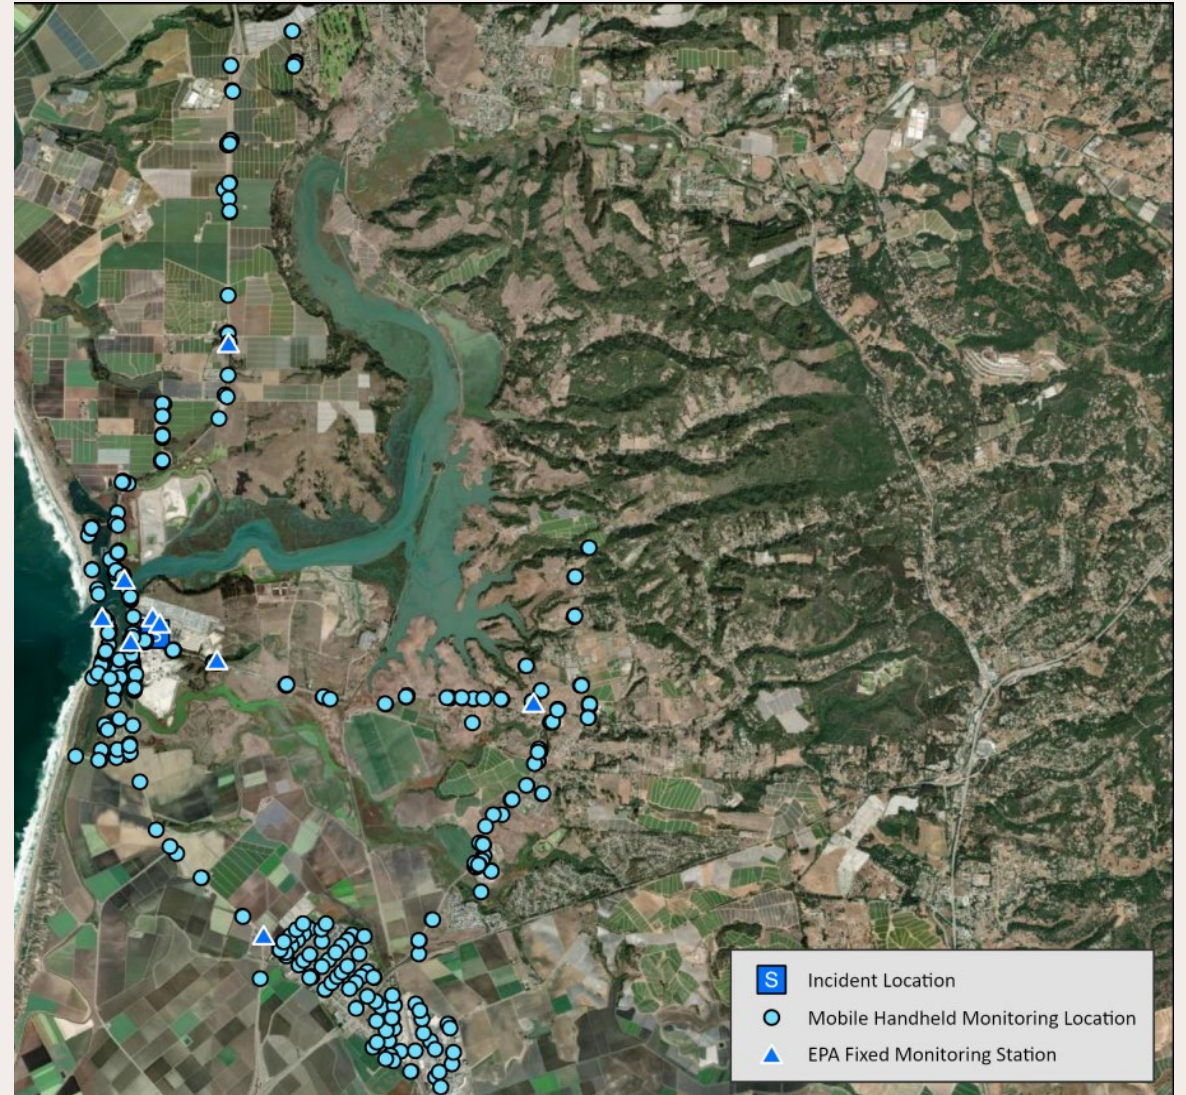 S
S Incident Location
Mobile Handheld Monitoring Location
EPA Fixed Monitoring Station